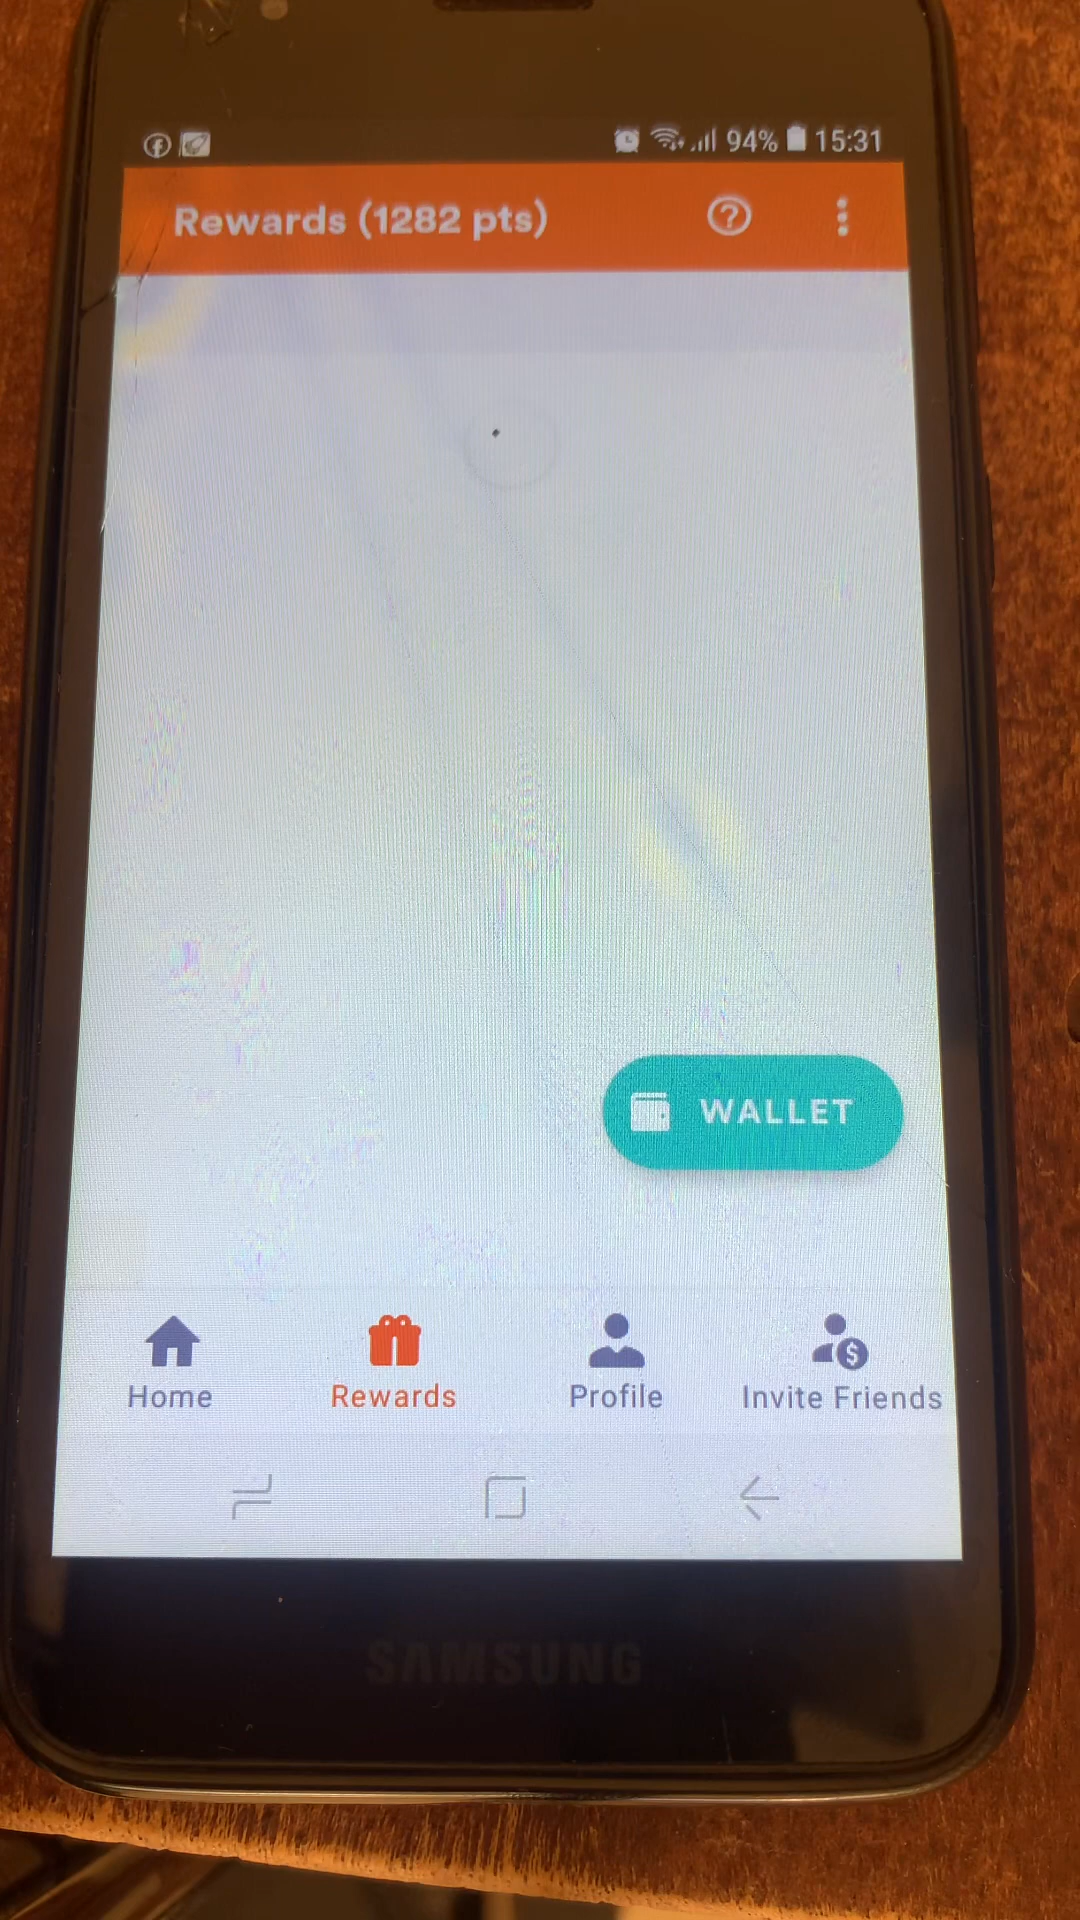 94% 15:31
Rewards (1282 pts)
WALLET
Home Rewards Profile Invite Friends
SAMSUNG